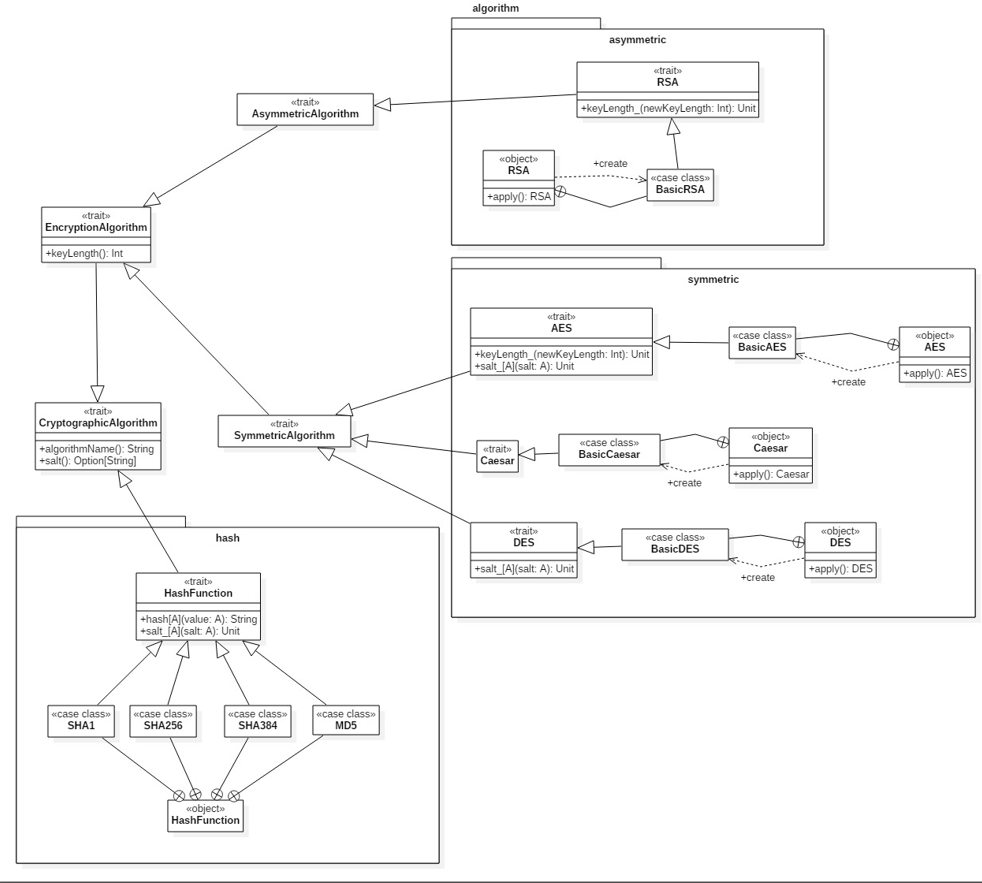 algorithm
asymmetric
«trait»
RSA
+keyLength_(newKeyLength: Int): Unit
«trait»
AsymmetricAlgorithm
«object»
RSA
+apply(): RSA
+create
«case class»
BasicRSA
«trait»
EncryptionAlgorithm
+keyLength(): Int
symmetric
«trait»
AES
+keyLength_(newKeyLength: Int): Unit
+salt_[A](salt: A): Unit
«case class»
BasicAES
«object»
AES
+apply(): AES
+create
«trait»
CryptographicAlgorithm
+algorithmName(): String
+salt(): Option[String]
«trait»
SymmetricAlgorithm
«trait»
Caesar
«case class»
BasicCaesar
«object»
Caesar
+apply(): Caesar
+create
«trait»
DES
+salt_[A](salt: A): Unit
«case class»
BasicDES
«object»
DES
+apply(): DES
+create
hash
«trait»
HashFunction
+hash[A](value: A): String
+salt_[A](salt: A): Unit
«case class»
SHA1
«case class»
SHA256
«case class»
SHA384
«case class»
MD5
«object»
HashFunction